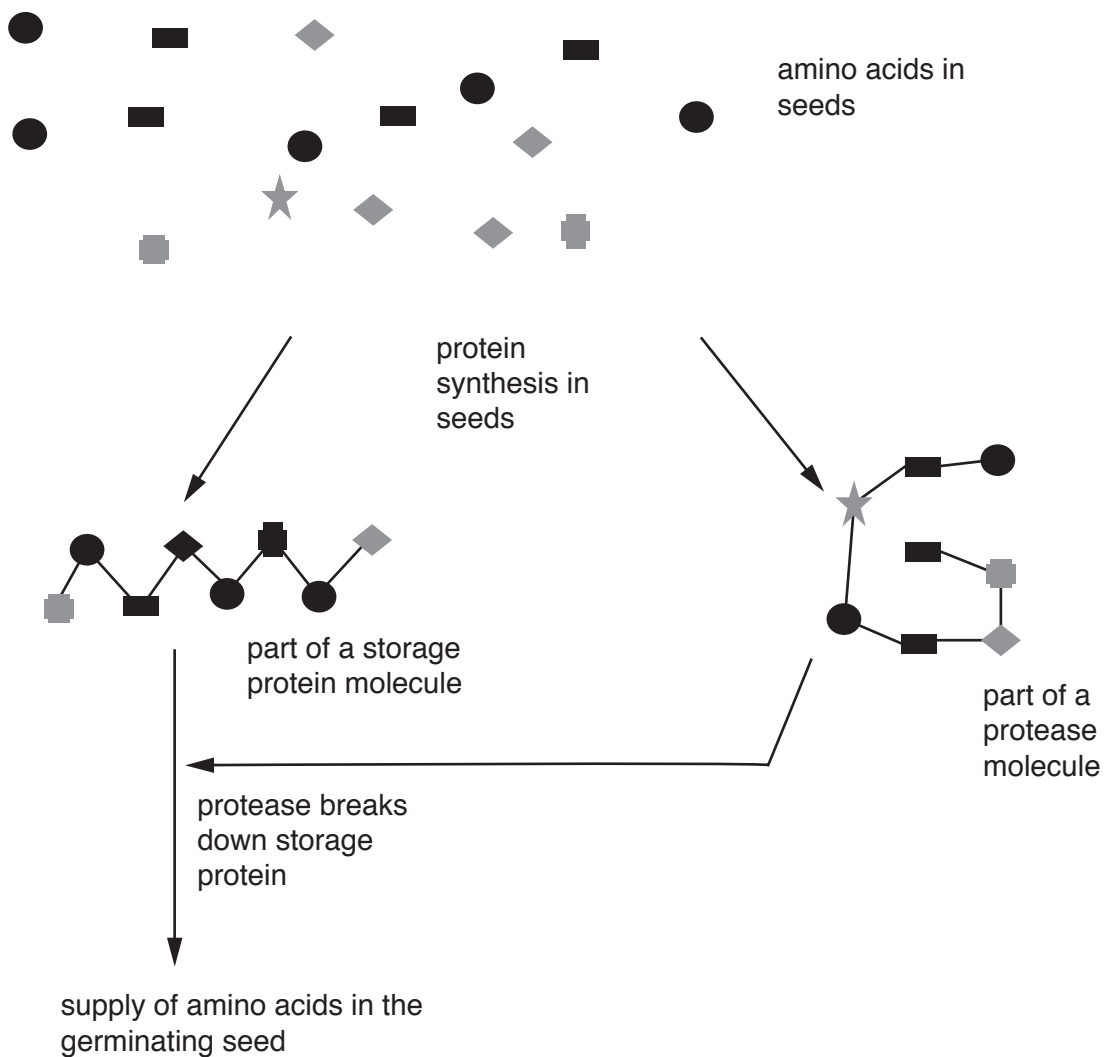 amino acids in
seeds
protein
synthesis in
seeds
part of a storage
protein molecule
part of a
protease
molecule
protease breaks
down storage
protein
supply of amino acids in the
germinating seed